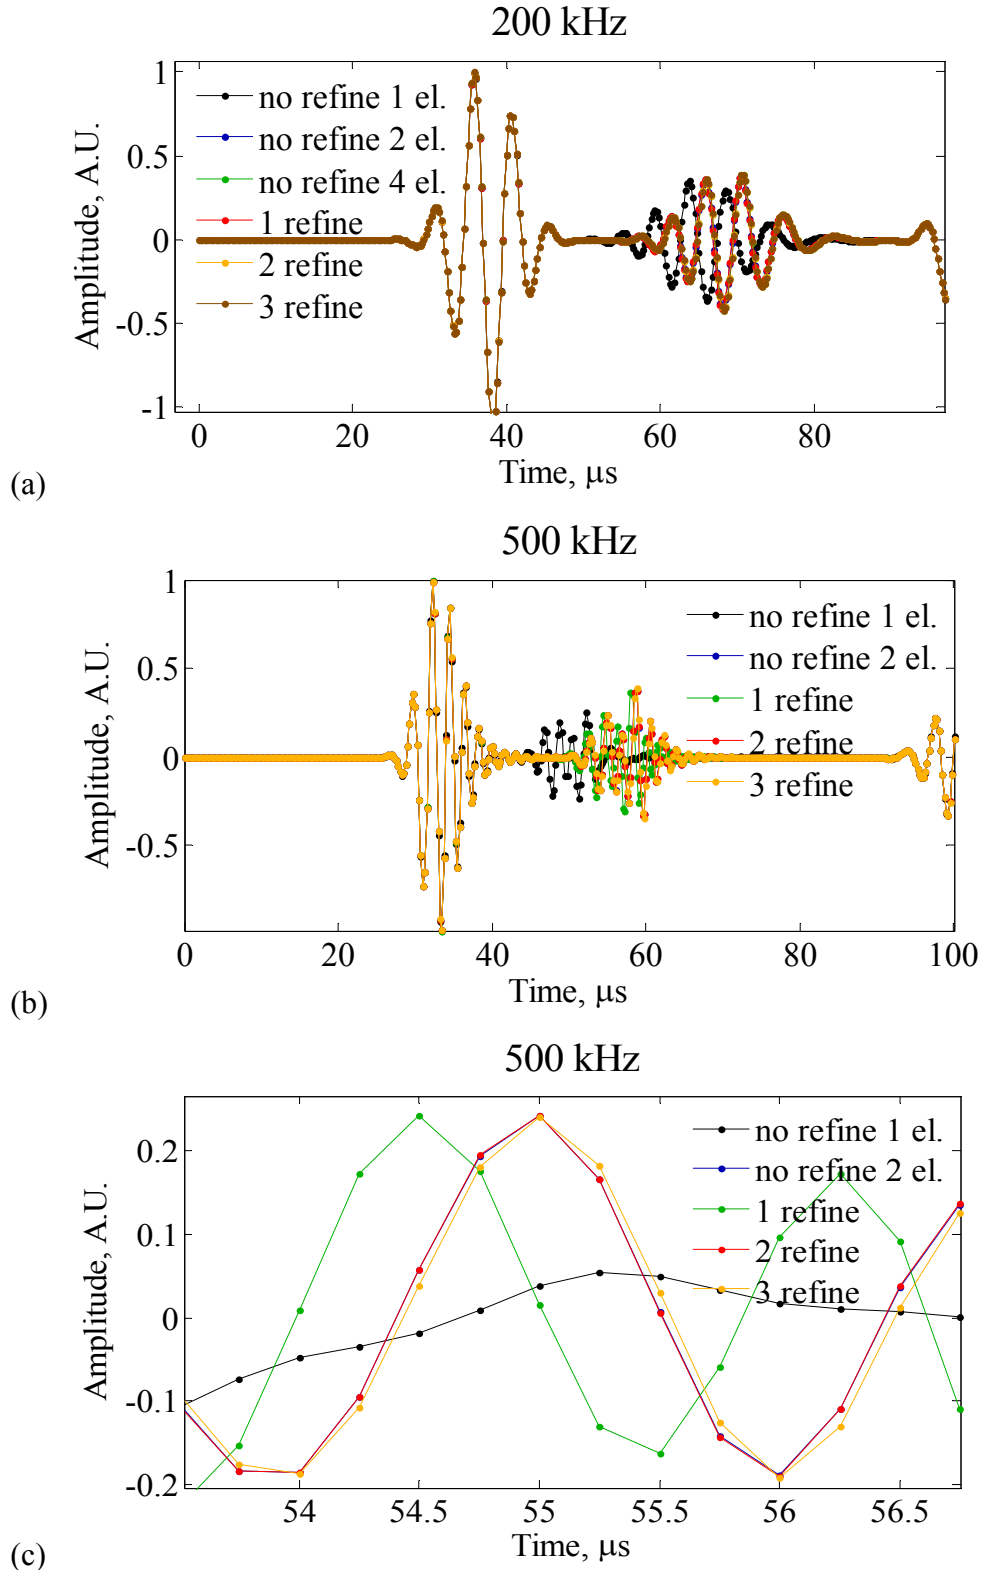 200 kHz
1
0.5
0
-0.5
-1
Amplitude, A.U.
no refine 1 el.
no refine 2 el.
no refine 4 el.
1 refine
2 refine
3 refine
0 20 40 60 80
Time, μs
(a)
500 kHz
1
0.5
0
-0.5
Amplitude, A.U.
no refine 1 el.
no refine 2 el.
1 refine
2 refine
3 refine
0 20 40 60 80 100
Time, μs
(b)
500 kHz
0.2
0.1
0
-0.1
-0.2
Amplitude, A.U.
no refine 1 el.
no refine 2 el.
1 refine
2 refine
3 refine
54 54.5 55 55.5 56 56.5
Time, μs
(c)